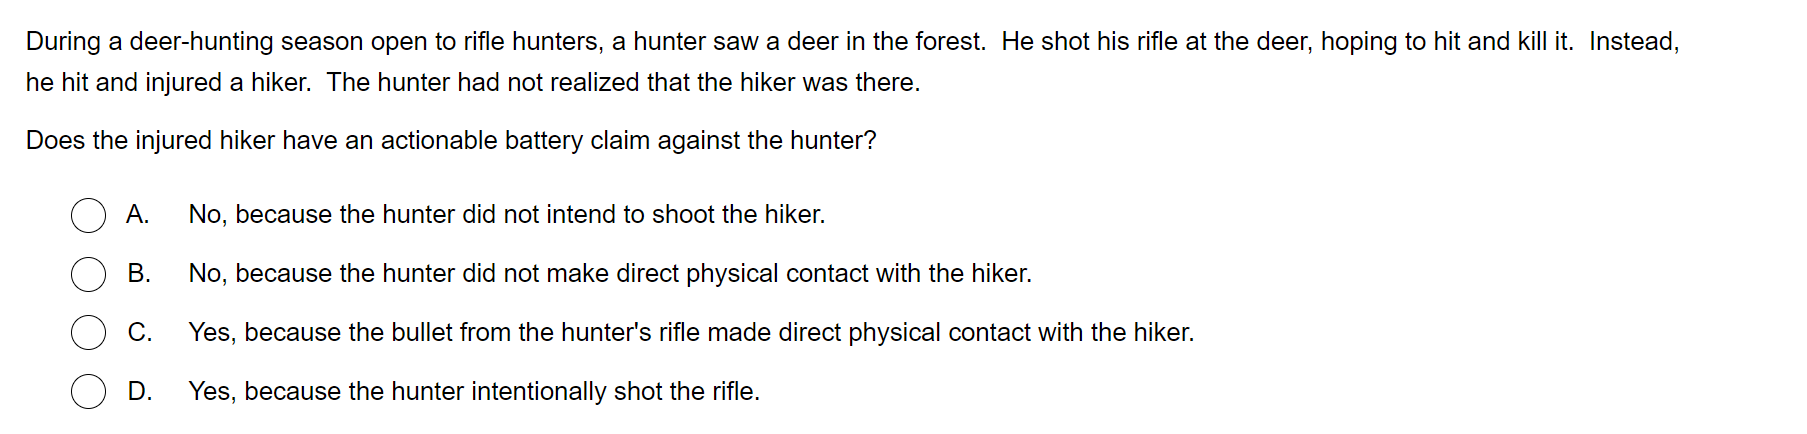 During a deer-hunting season open to rifle hunters, a hunter saw a deer in the forest.  He shot his rifle at the deer, hoping to hit and kill it.  Instead,
he hit and injured a hiker.  The hunter had not realized that the hiker was there.
Does the injured hiker have an actionable battery claim against the hunter?
A. No, because the hunter did not intend to shoot the hiker.
B. No, because the hunter did not make direct physical contact with the hiker.
C. Yes, because the bullet from the hunter's rifle made direct physical contact with the hiker.
D. Yes, because the hunter intentionally shot the rifle.